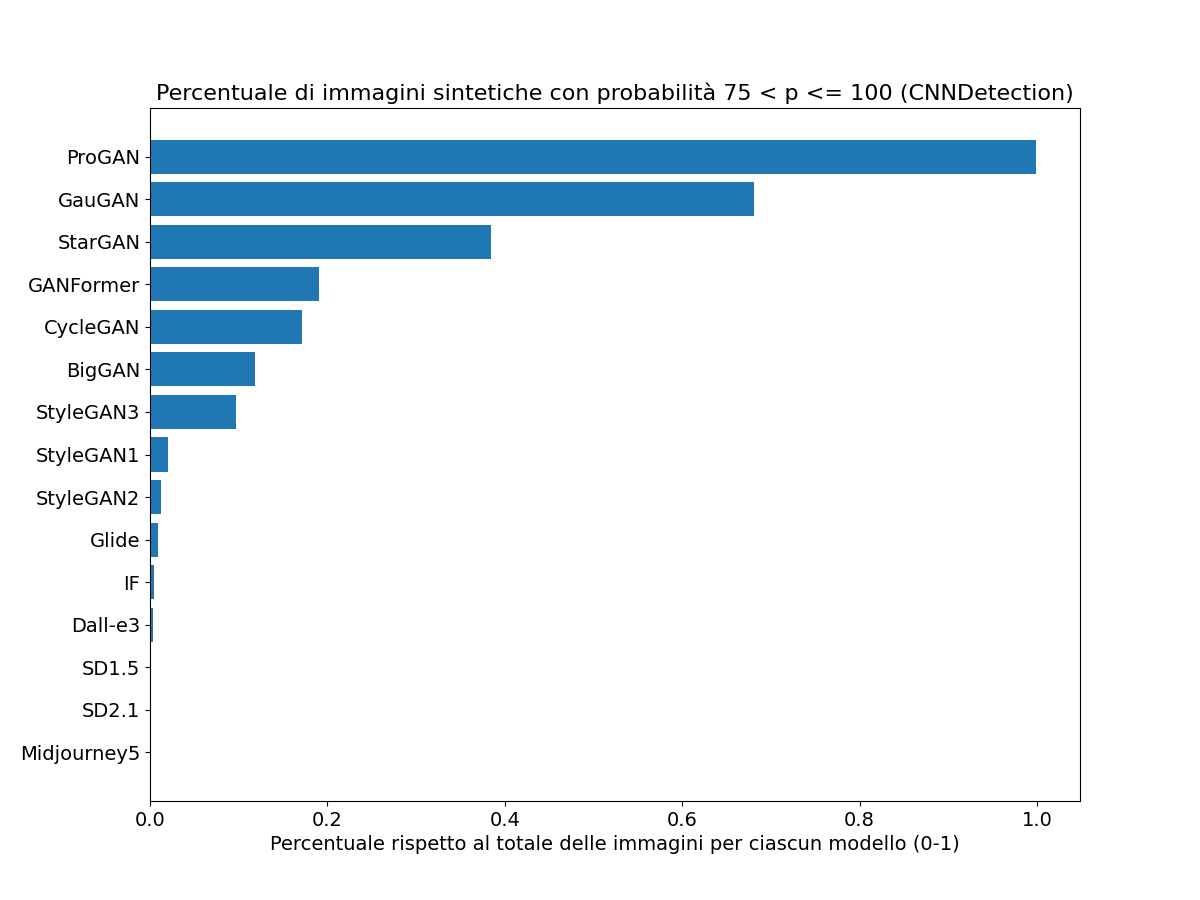 Percentuale di immagini sintetiche con probabilità 75 < p <= 100 (CNNDetection)
ProGAN
GauGAN
StarGAN
GANFormer
CycleGAN
BigGAN
StyleGAN3
StyleGAN1
StyleGAN2
Glide
IF
Dall-e3
SD1.5
SD2.1
Midjourney5
0.0 0.2 0.4 0.6 0.8 1.0
Percentuale rispetto al totale delle immagini per ciascun modello (0-1)